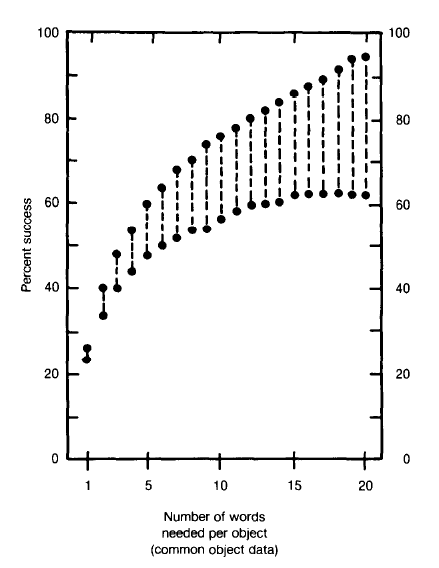 100
80
60
40
20
0
100
80
60
40
20
0
Percent success
1 5 10 15 20
Number of words
needed per object
(common object data)